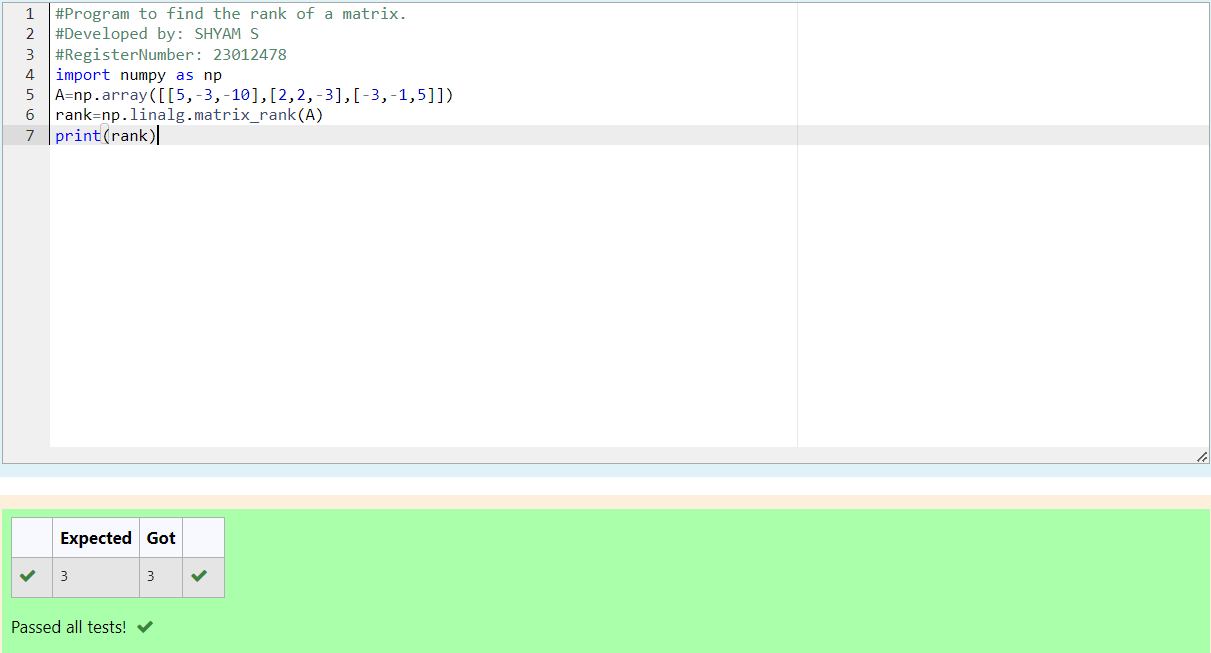 1 #Program to find the rank of a matrix.
2 #Developed by: SHYAM S
3 #RegisterNumber: 23012478
4 import numpy as np
5 A=np.array([[5,-3,-10],[2,2,-3],[-3,-1,5]])
6 rank=np.linalg.matrix_rank(A)
7 print(rank)
Expected Got
3 3
Passed all tests!